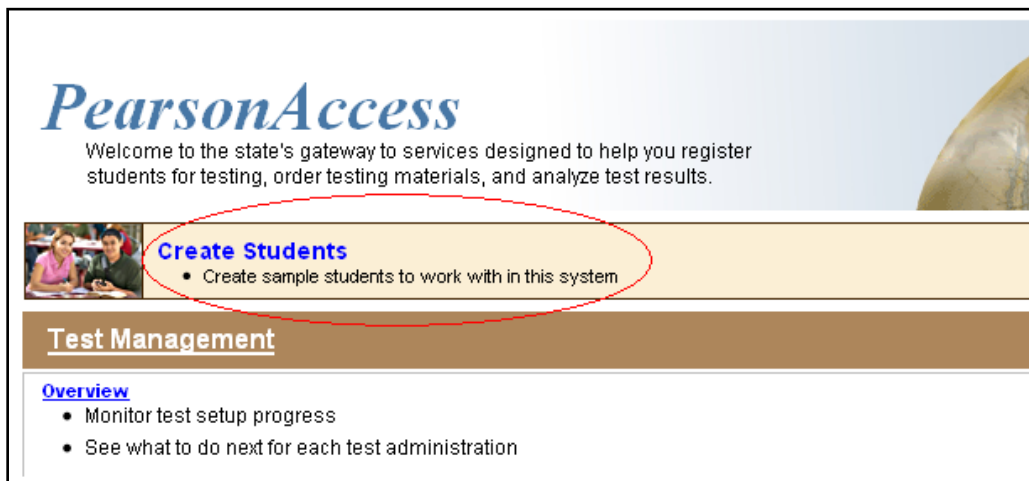 PearsonAccess
Welcome to the state's gateway to services designed to help you register
students for testing, order testing materials, and analyze test results.
Create Students
• Create sample students to work with in this system
Test Management
Overview
• Monitor test setup progress
• See what to do next for each test administration